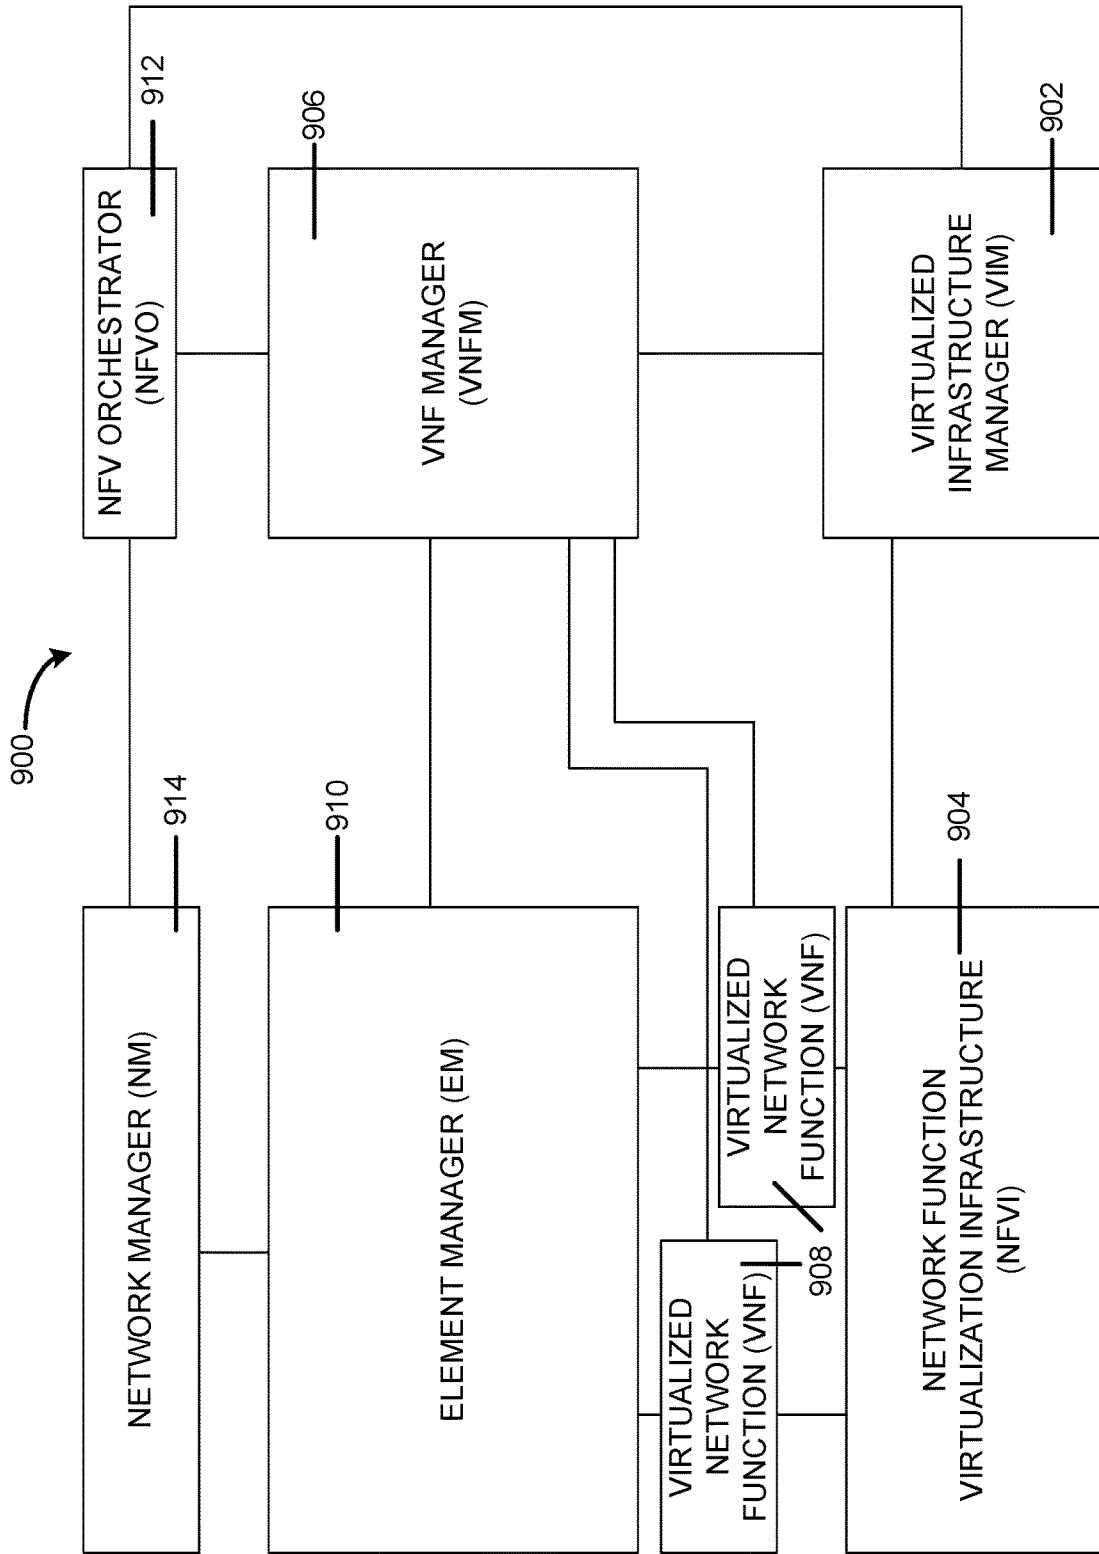 900
NETWORK MANAGER (NM)
914
NFV ORCHESTRATOR
(NFVO)
912
ELEMENT MANAGER (EM)
910
VNF MANAGER
(VNFM)
906
VIRTUALIZED
NETWORK
FUNCTION (VNF)
VIRTUALIZED
NETWORK
FUNCTION (VNF)
908
NETWORK FUNCTION
VIRTUALIZATION INFRASTRUCTURE
(NFVI)
904
VIRTUALIZED
INFRASTRUCTURE
MANAGER (VIM)
902